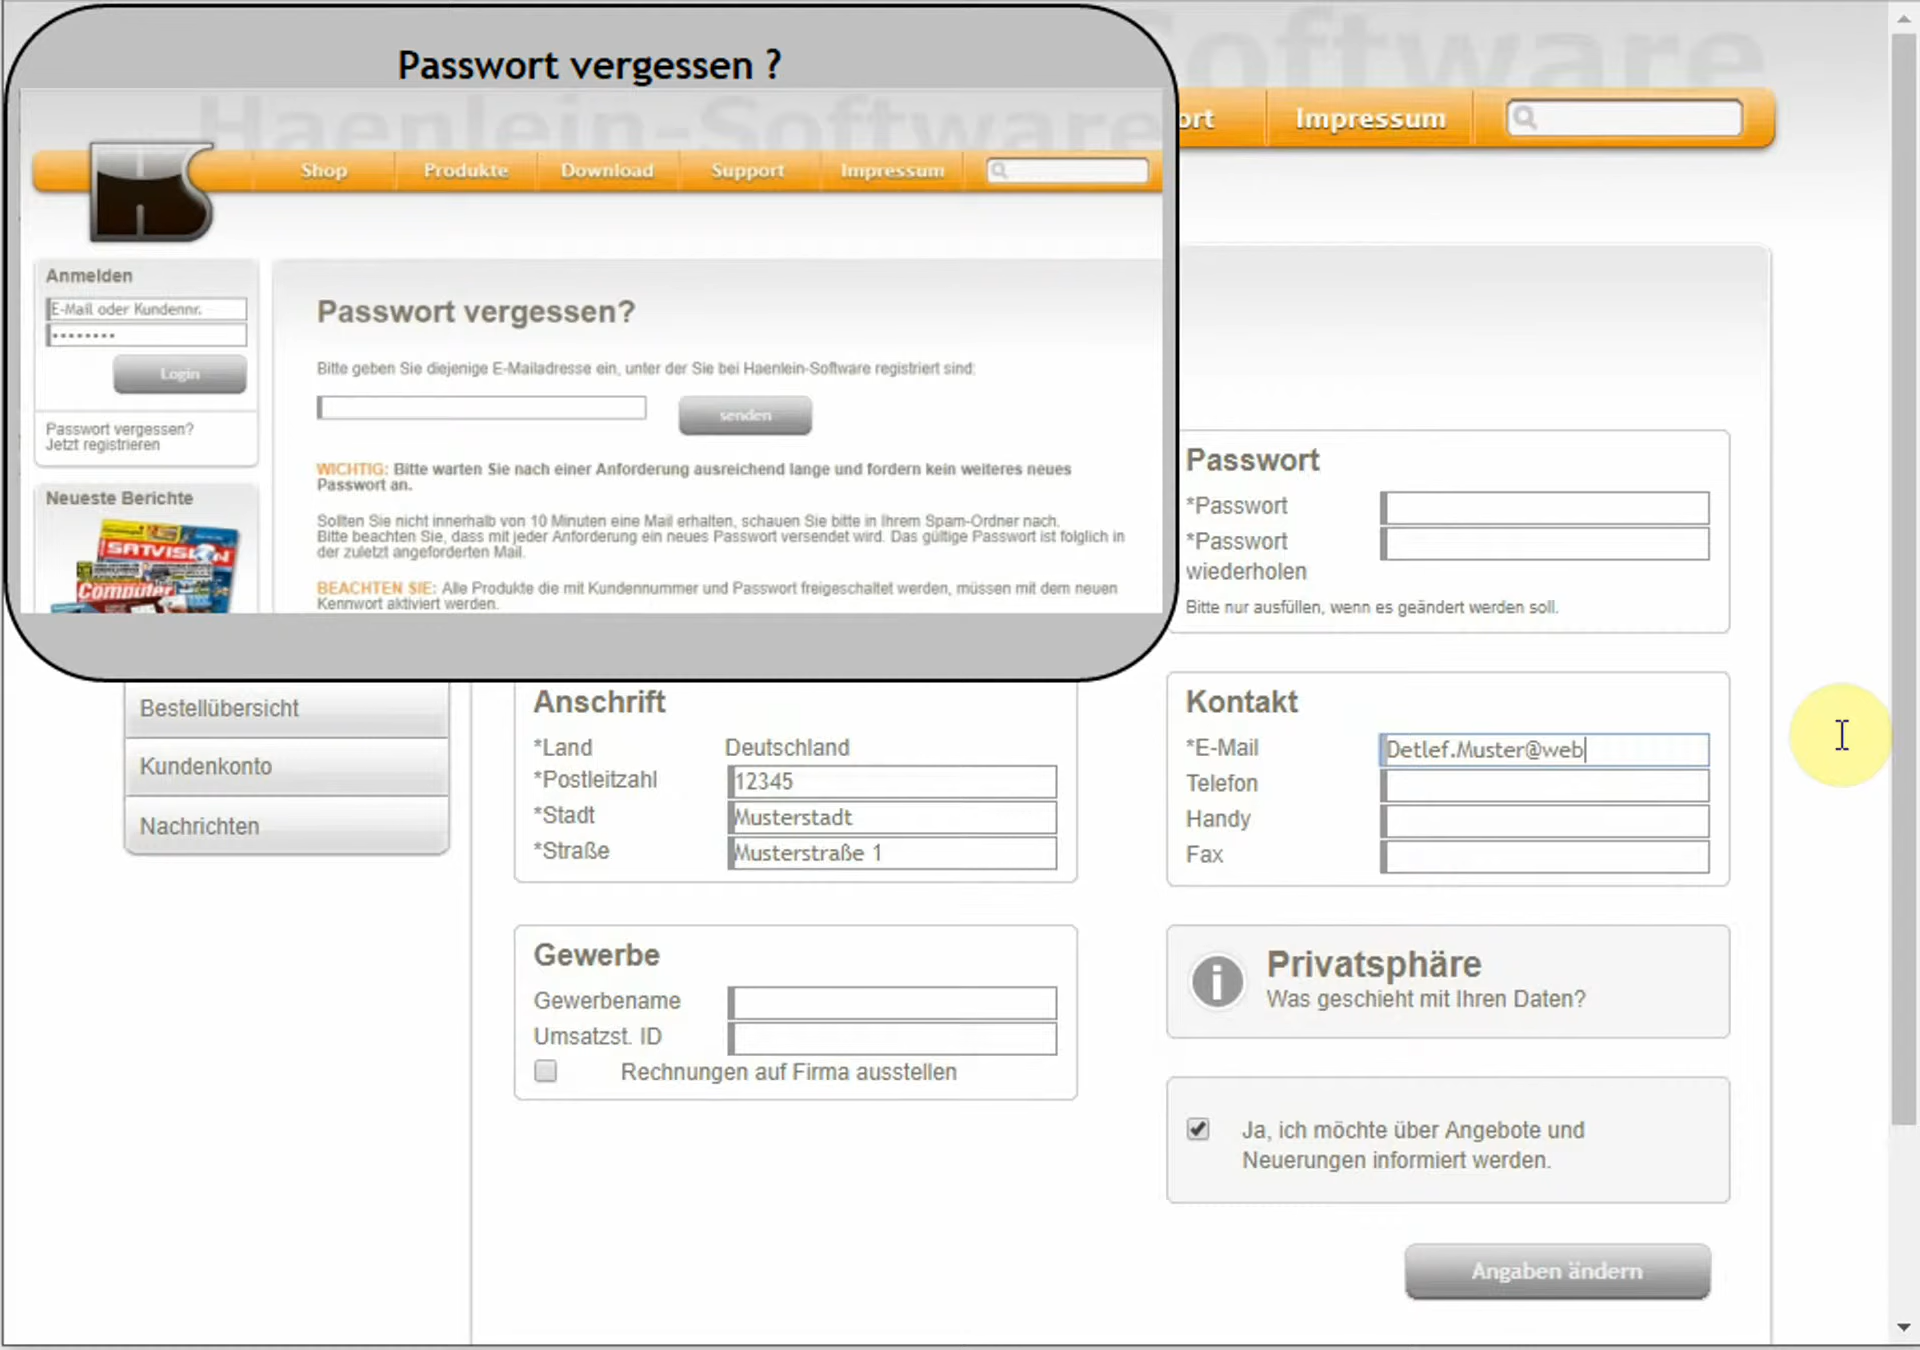 Software
Passwort vergessen ?
Haenlein-Software
ort
Impressum
Shop
Produkte
Download
Support
Impressum
Anmelden
E-Mail oder Kundennr.
••••••••
Login
Passwort vergessen?
Jetzt registrieren
Neueste Berichte
SATVISION
Computer
Passwort vergessen?
Bitte geben Sie diejenige E-Mailadresse ein, unter der Sie bei Haenlein-Software registriert sind:
senden
WICHTIG: Bitte warten Sie nach einer Anforderung ausreichend lange und fordern kein weiteres neues
Passwort an.
Sollten Sie nicht innerhalb von 10 Minuten eine Mail erhalten, schauen Sie bitte in Ihrem Spam-Ordner nach.
Bitte beachten Sie, dass mit jeder Anforderung ein neues Passwort versendet wird. Das gültige Passwort ist folglich in
der zuletzt angeforderten Mail.
BEACHTEN SIE: Alle Produkte die mit Kundennummer und Passwort freigeschaltet werden, müssen mit dem neuen
Kennwort aktiviert werden.
Passwort
*Passwort
*Passwort
wiederholen
Bitte nur ausfüllen, wenn es geändert werden soll.
Bestellübersicht
Kundenkonto
Nachrichten
Anschrift
*Land
Deutschland
*Postleitzahl
12345
*Stadt
Musterstadt
*Straße
Musterstraße 1
Kontakt
*E-Mail
Detlef.Muster@web
Telefon
Handy
Fax
Gewerbe
Gewerbename
Umsatzst. ID
Rechnungen auf Firma ausstellen
Privatsphäre
Was geschieht mit Ihren Daten?
Ja, ich möchte über Angebote und
Neuerungen informiert werden.
Angaben ändern